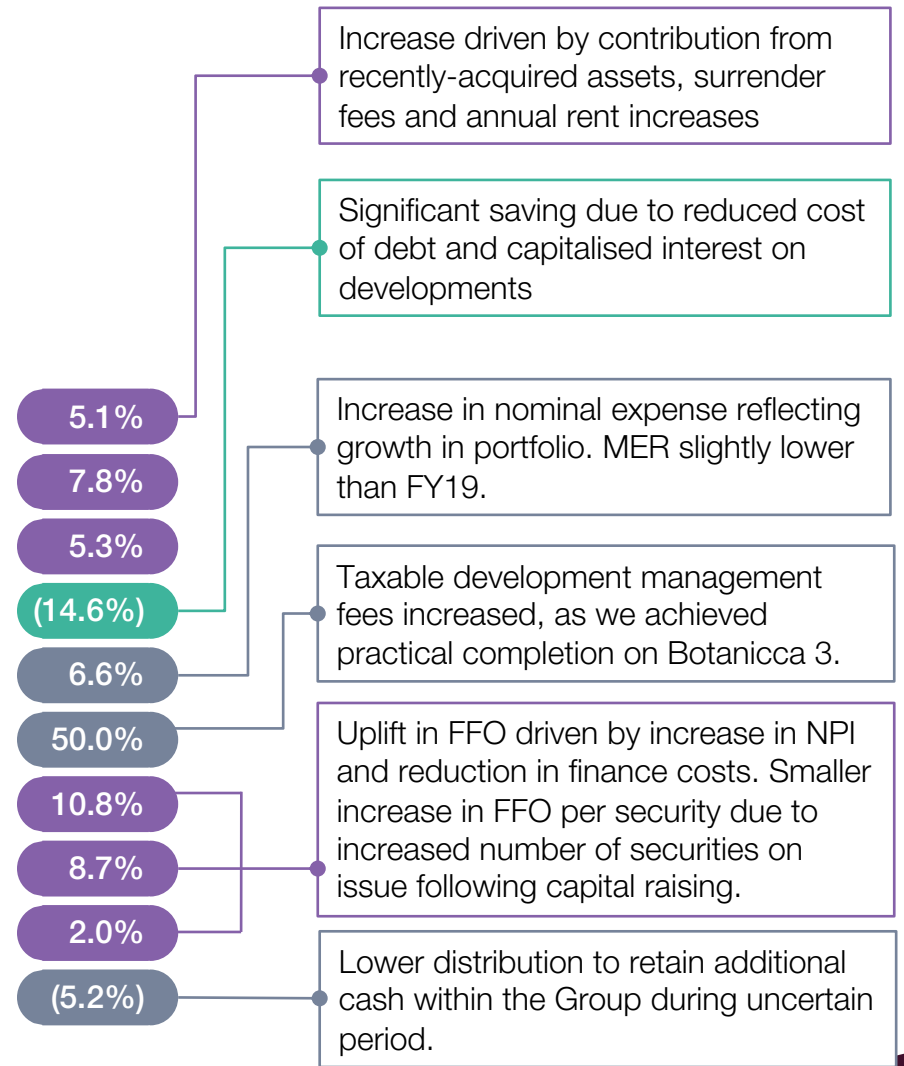 Increase driven by contribution from
recently-acquired assets, surrender
fees and annual rent increases
Significant saving due to reduced cost
of debt and capitalised interest on
developments
5.1%
7.8%
5.3%
(14.6%)
6.6%
50.0%
10.8%
8.7%
2.0%
(5.2%)
Increase in nominal expense reflecting
growth in portfolio. MER slightly lower
than FY19.
Taxable development management
fees increased, as we achieved
practical completion on Botanicca 3.
Uplift in FFO driven by increase in NPI
and reduction in finance costs. Smaller
increase in FFO per security due to
increased number of securities on
issue following capital raising.
Lower distribution to retain additional
cash within the Group during uncertain
period.